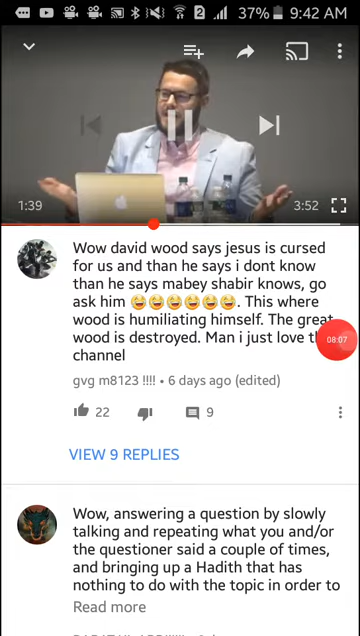 2 37% 9:42 AM
1:39 3:52
Wow david wood says jesus is cursed
for us and than he says i dont know
than he says mabey shabir knows, go
ask him 😂😂😂😂😂😂. This where
wood is humiliating himself. The great
wood is destroyed. Man i just love
channel
gvg m8123 !!!! • 6 days ago (edited)
08:07
22 9
VIEW 9 REPLIES
Wow, answering a question by slowly
talking and repeating what you and/or
the questioner said a couple of times,
and bringing up a Hadith that has
nothing to do with the topic in order to
Read more